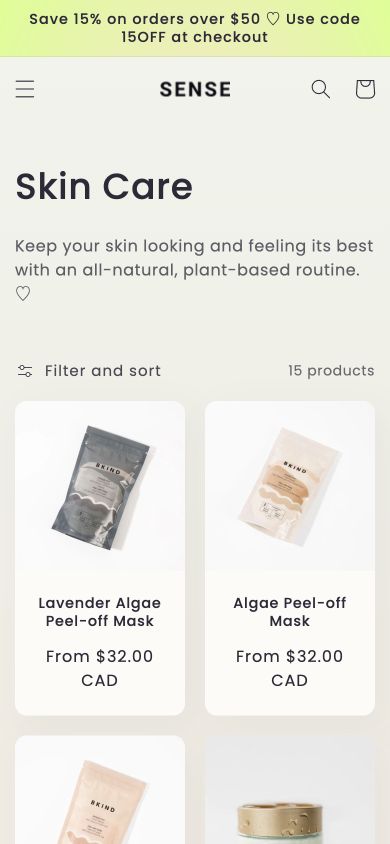 Save 15% on orders over $50 ♡ Use code
15OFF at checkout
SENSE
Skin Care
Keep your skin looking and feeling its best
with an all-natural, plant-based routine.
♡
Filter and sort
15 products
BKIND
BKIND
Lavender Algae
Peel-off Mask
From $32.00
CAD
Algae Peel-off
Mask
From $32.00
CAD
BKIND